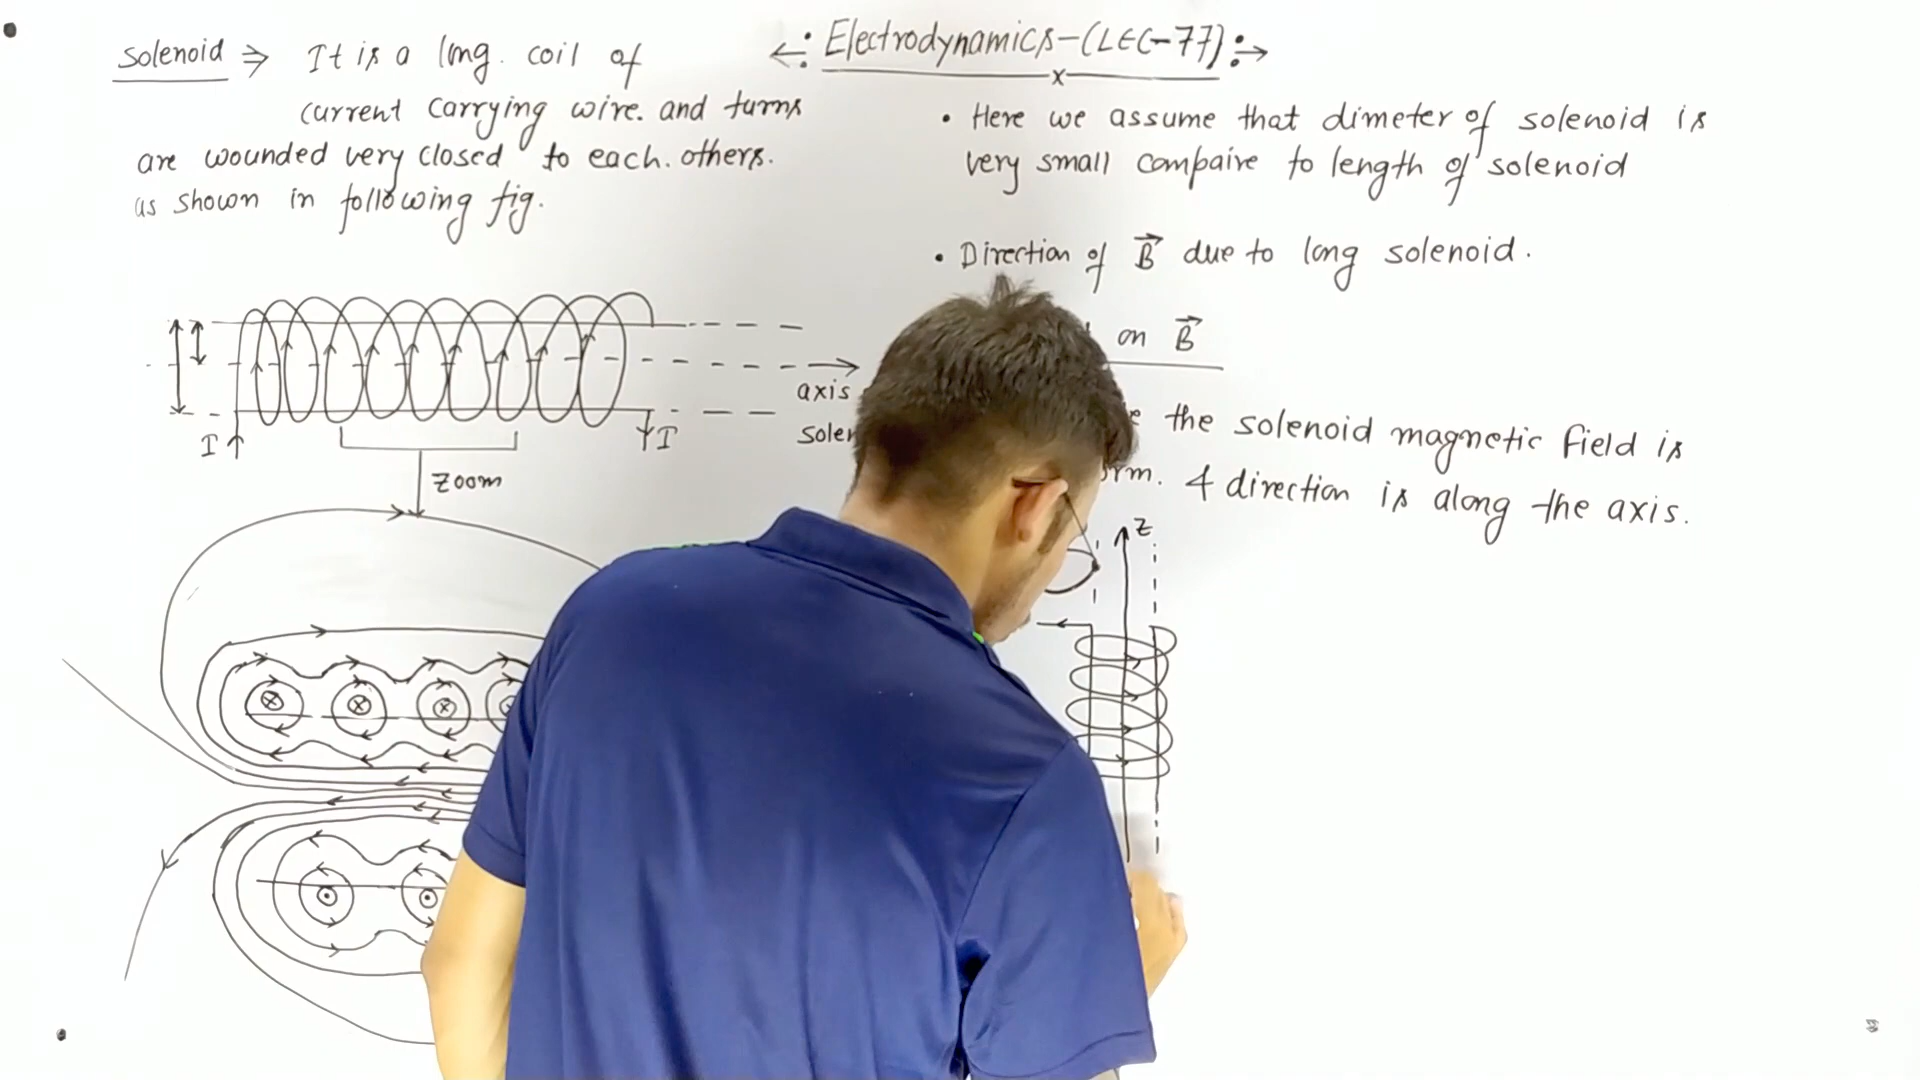 Electrodynamics-(LEC-77)
Solenoid ⇒ It is a long. coil of
current carrying wire. and turns
are wounded very closed to each. others.
as shown in following fig.
I
I
axis
Zoom
• Here we assume that dimeter of solenoid is
very small compaire to length of solenoid
• Direction of B⃗ due to long solenoid.
on B⃗
the solenoid magnetic field is
direction is along the axis.
Z